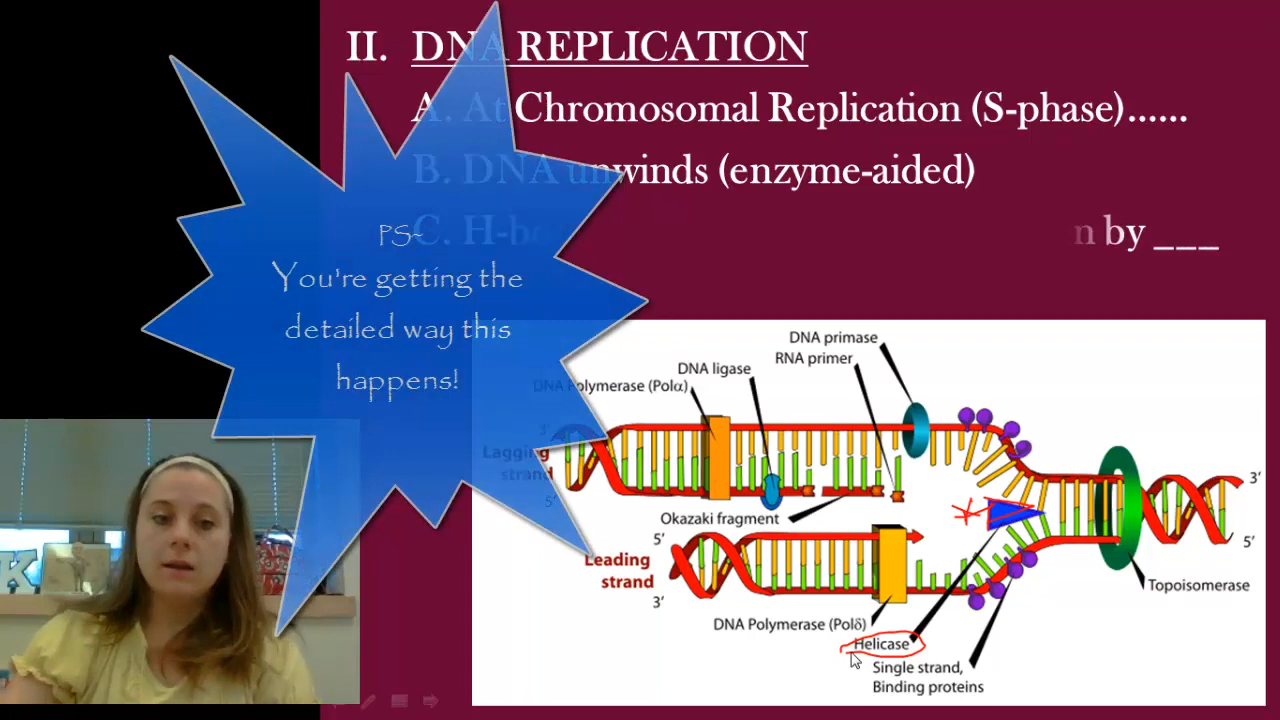 II. DNA REPLICATION
A. At Chromosomal Replication (S-phase)......
B. DNA unwinds (enzyme-aided)
C. H-bo
n by ___
PS-
You're getting the
detailed way this
happens!
DNA primase
RNA primer
DNA ligase
DNA Polymerase (Polα)
3'
Lagging
strand
5'
3'
5'
Okazaki fragment
5'
Leading
strand
3'
Topoisomerase
DNA Polymerase (Polδ)
Helicase
Single strand,
Binding proteins
K